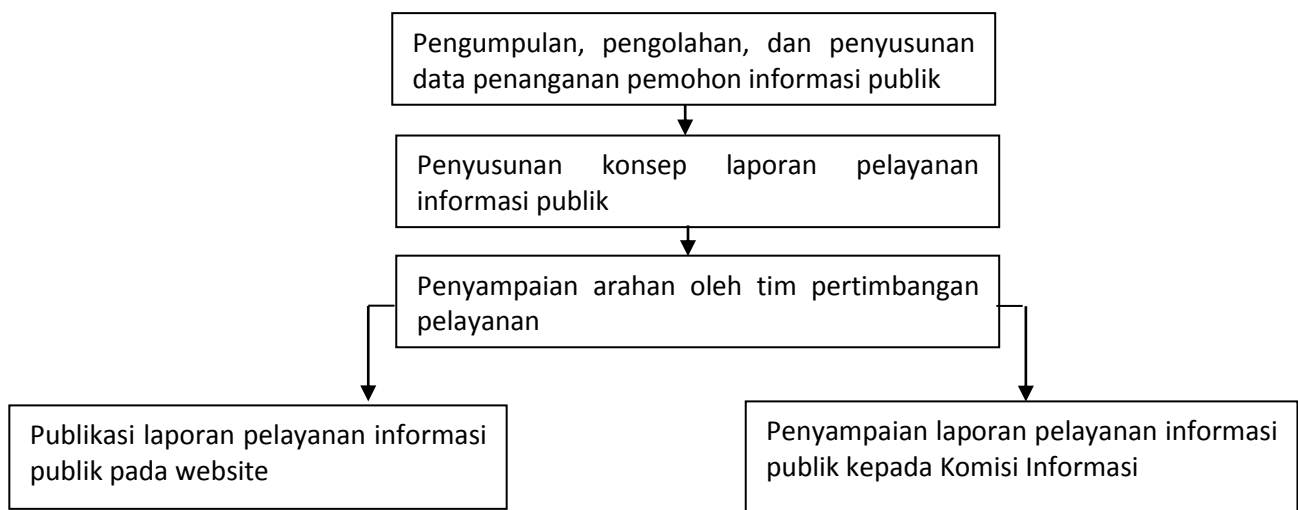 Pengumpulan, pengolahan, dan penyusunan
data penanganan pemohon informasi publik
Penyusunan konsep laporan pelayanan
informasi publik
Penyampaian arahan oleh tim pertimbangan
pelayanan
Publikasi laporan pelayanan informasi
publik pada website
Penyampaian laporan pelayanan informasi
publik kepada Komisi Informasi